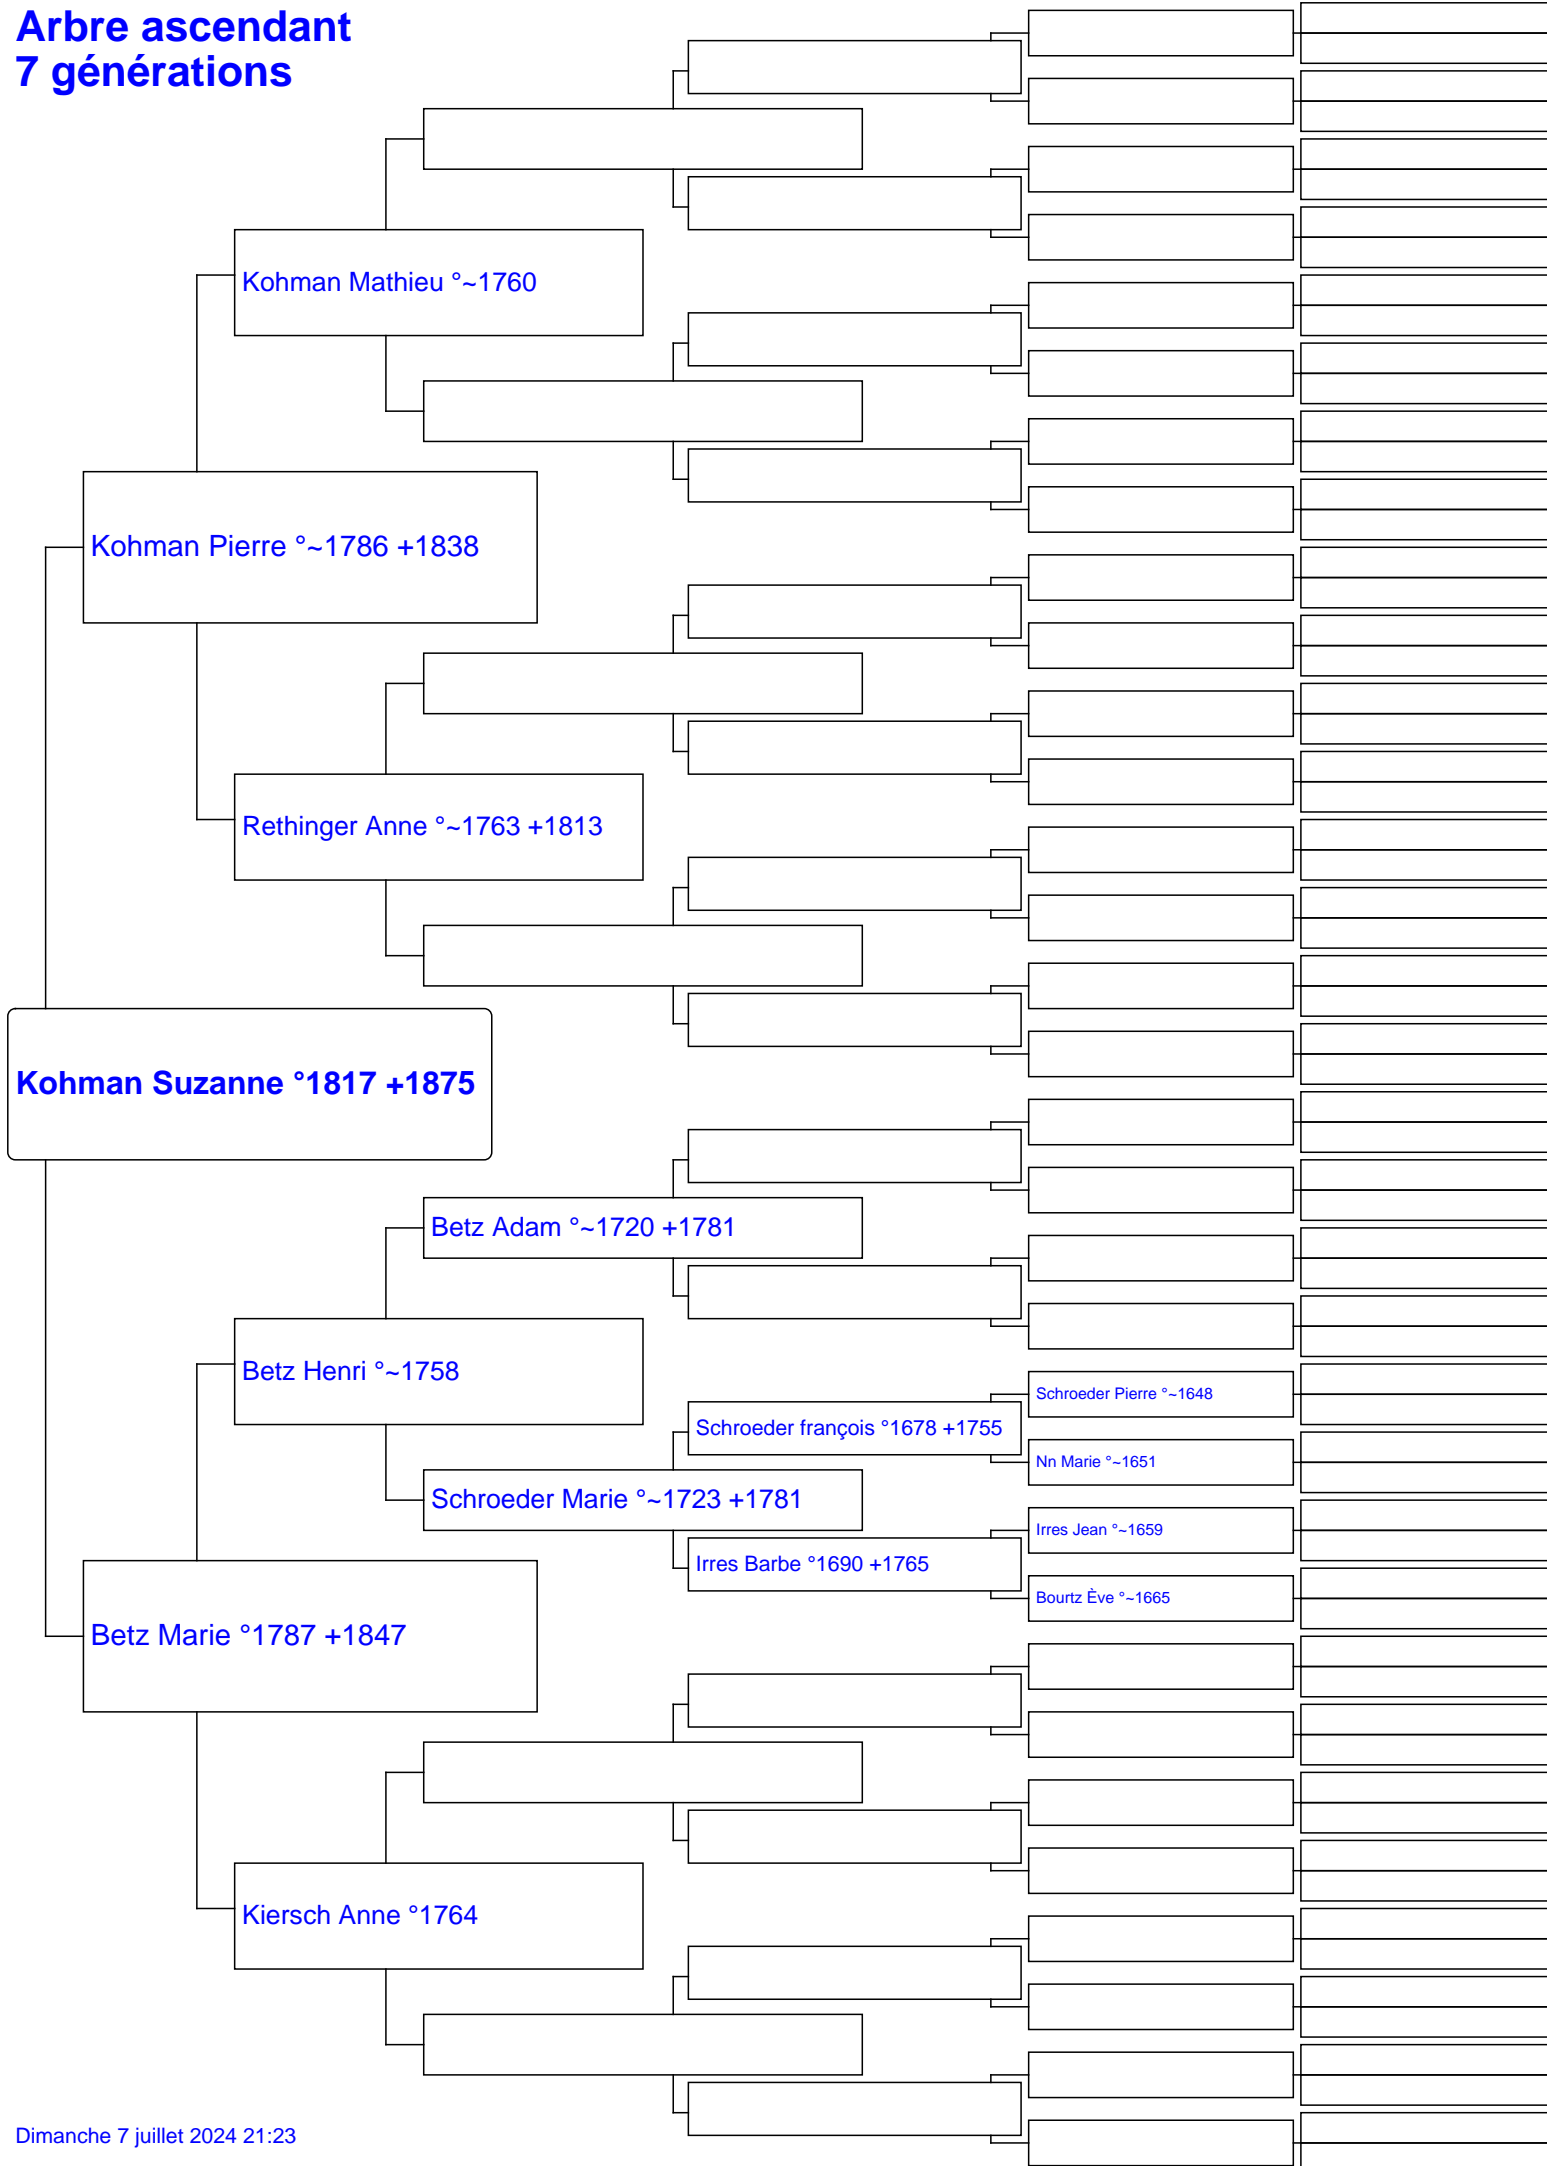 Arbre ascendant
7 générations
Kohman Mathieu °~1760
Kohman Pierre °~1786 +1838
Rethinger Anne °~1763 +1813
Kohman Suzanne °1817 +1875
Betz Adam °~1720 +1781
Betz Henri °~1758
Schroeder Pierre °~1648
Schroeder françois °1678 +1755
Nn Marie °~1651
Schroeder Marie °~1723 +1781
Irres Jean °~1659
Irres Barbe °1690 +1765
Bourtz Ève °~1665
Betz Marie °1787 +1847
Kiersch Anne °1764
Dimanche 7 juillet 2024 21:23